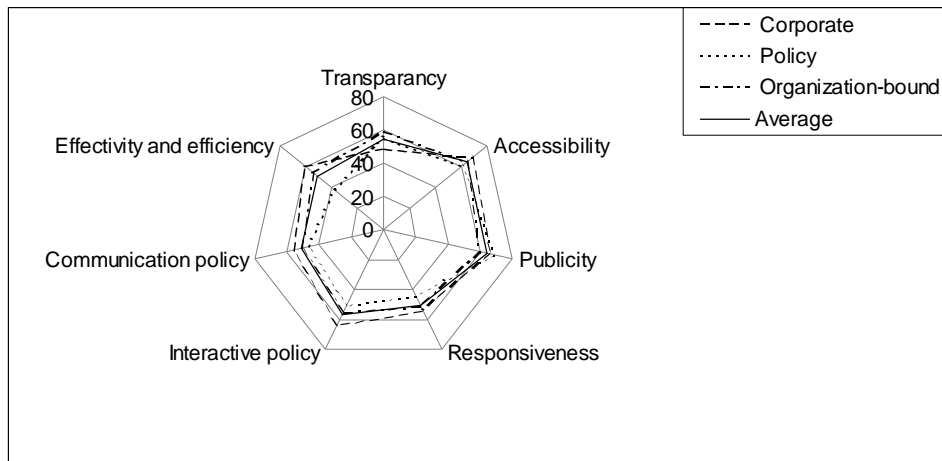 Corporate
Policy
Organization-bound
Average
Transparancy
80
60
40
20
0
Effectivity and efficiency
Accessibility
Communication policy
Publicity
Interactive policy
Responsiveness